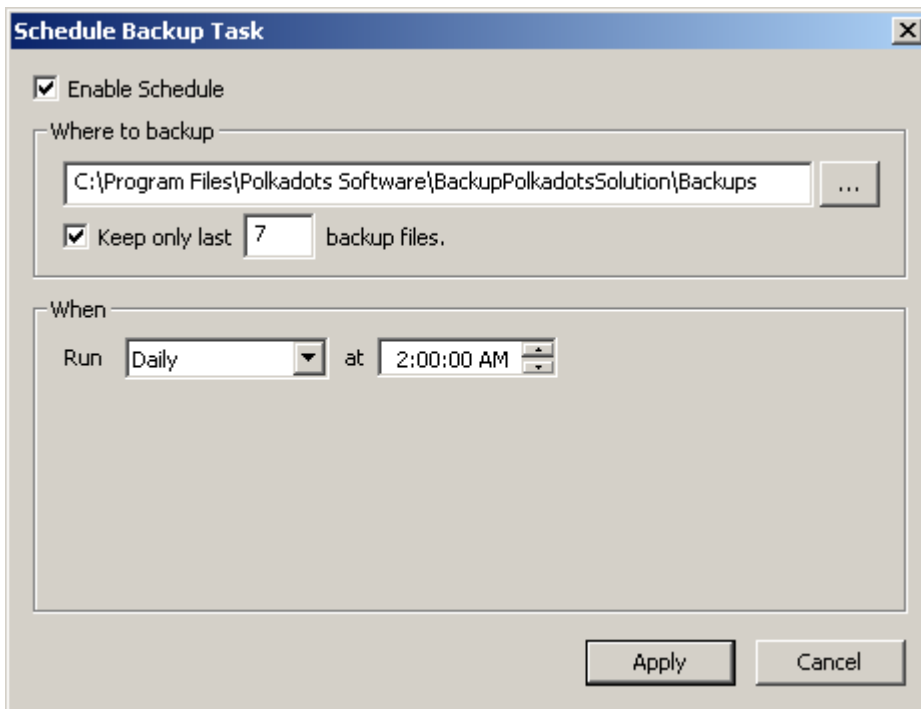 Schedule Backup Task
Enable Schedule
Where to backup
C:\Program Files\Polkadots Software\BackupPolkadotsSolution\Backups ...
Keep only last 7 backup files.
When
Run Daily at 2:00:00 AM
Apply Cancel